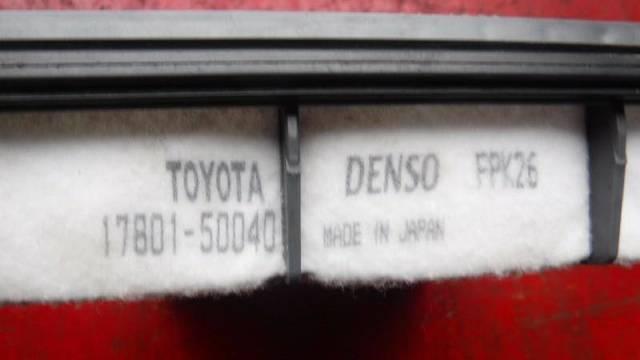 TOYOTA
17801-50040
DENSO FPK26
MADE IN JAPAN